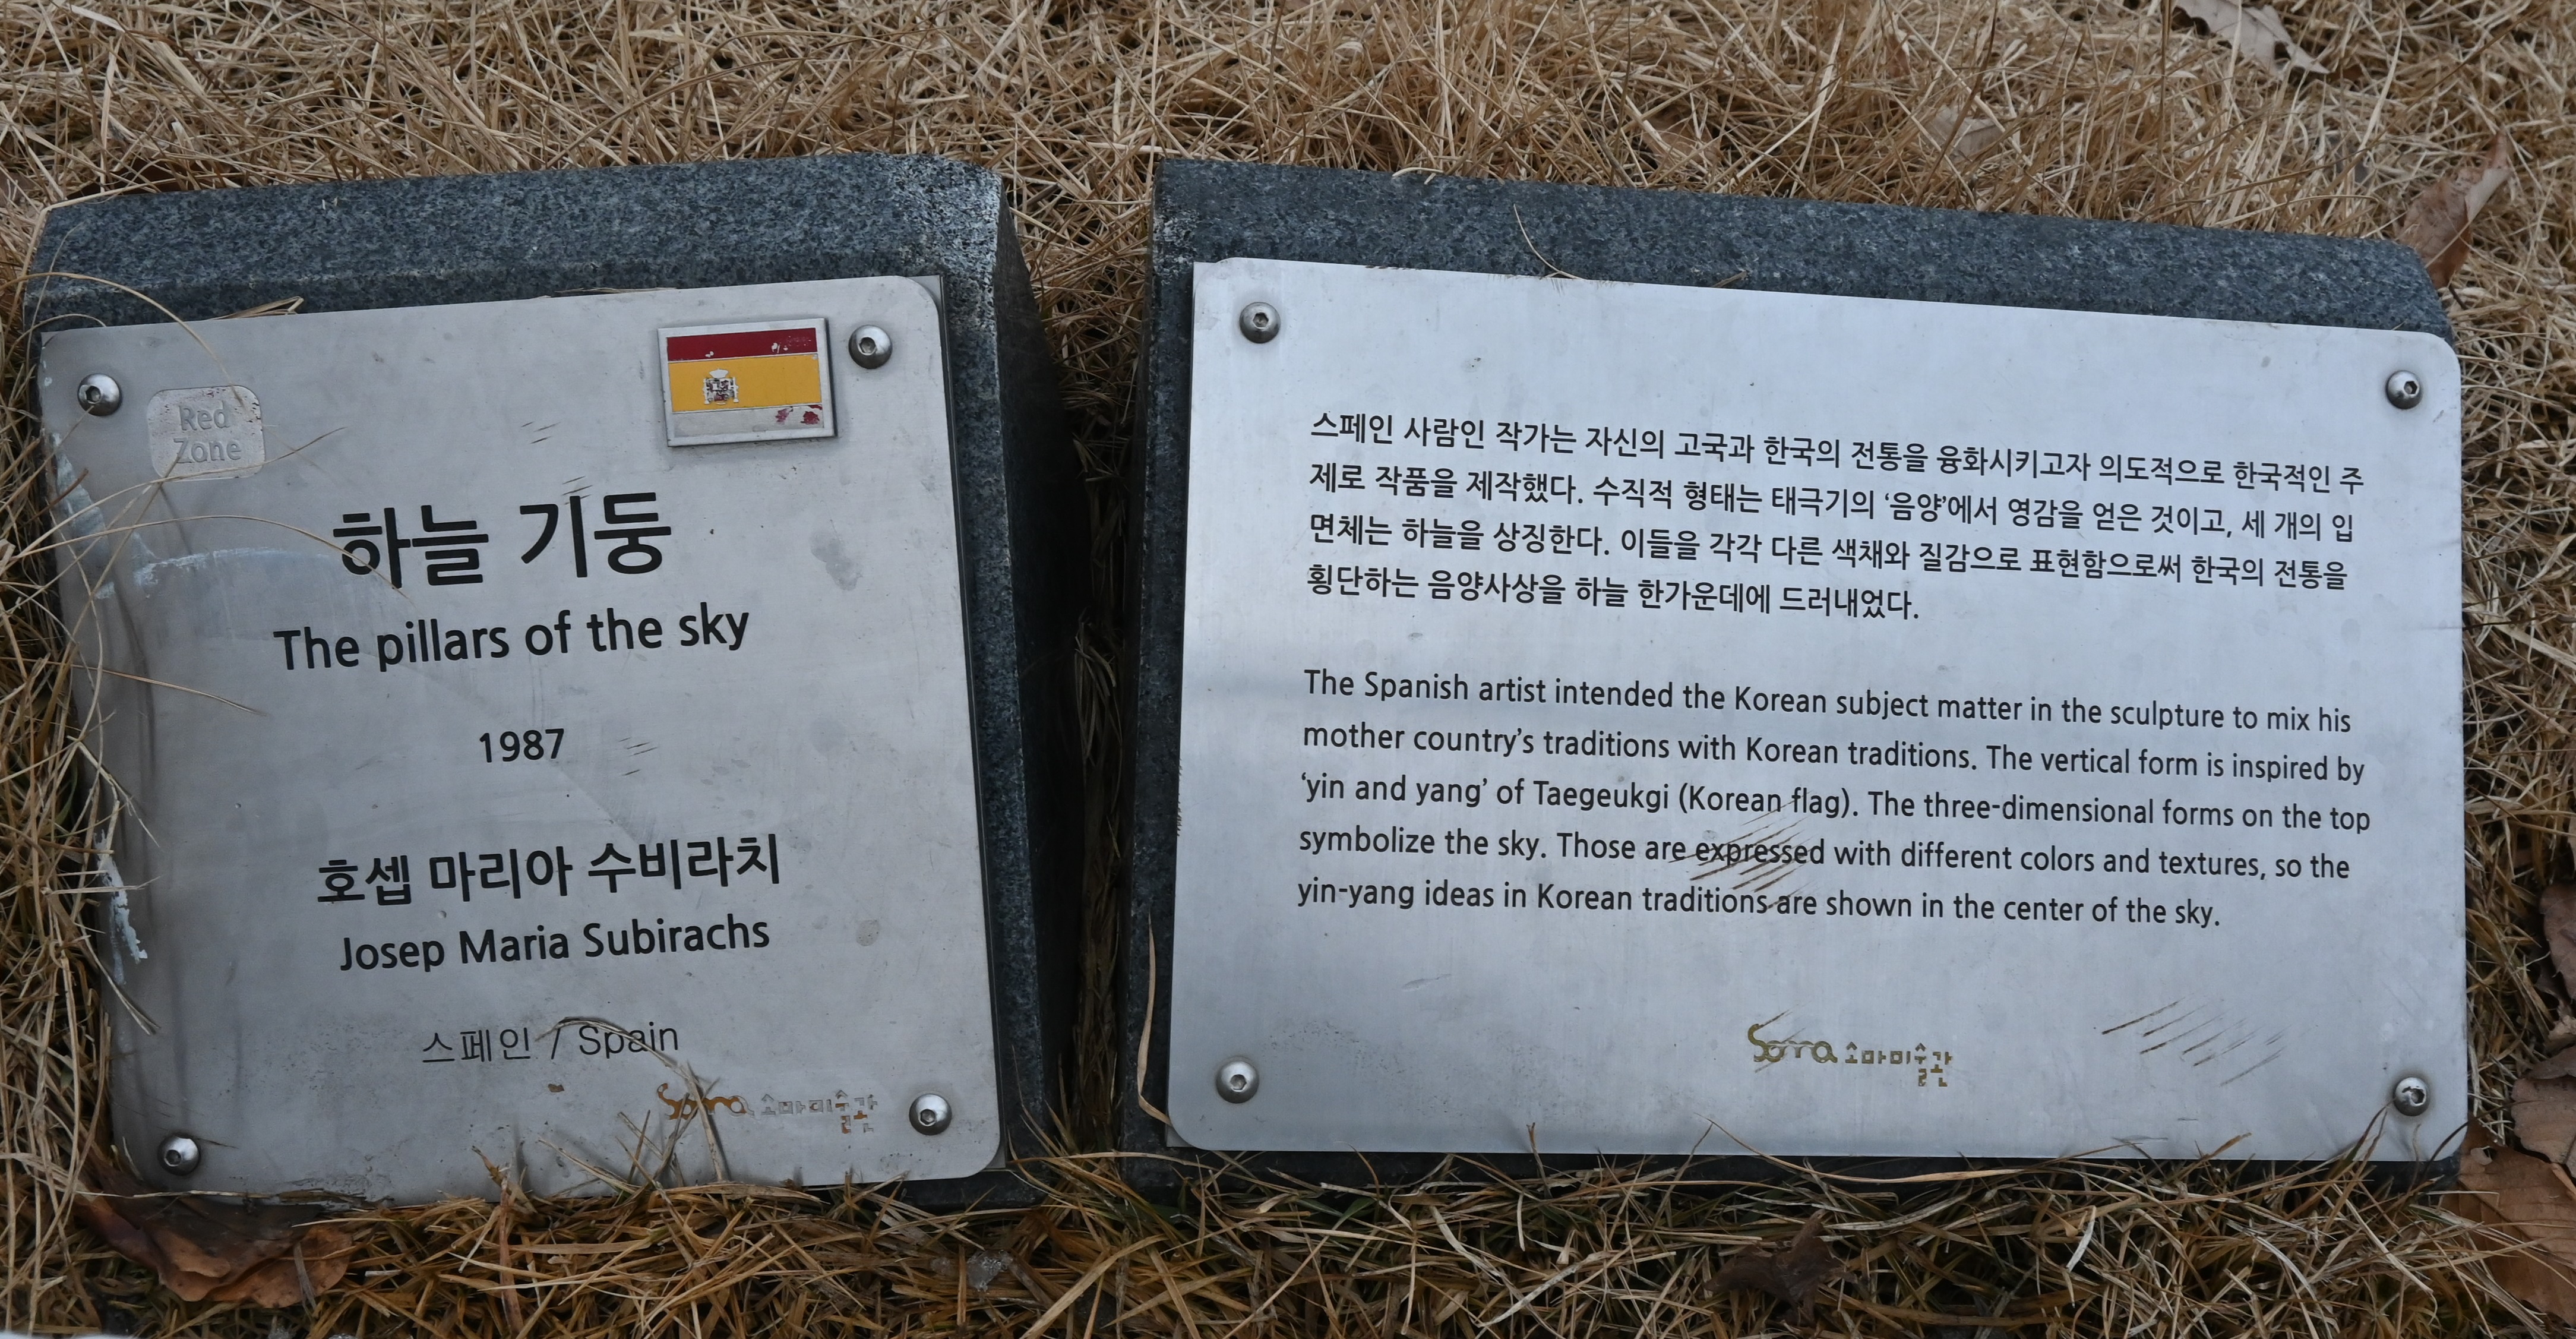 Red
Zone
하늘 기둥
The pillars of the sky
1987
호셉 마리아 수비라치
Josep Maria Subirachs
스페인 / Spain
Soma 소마미술관
스페인 사람인 작가는 자신의 고국과 한국의 전통을 융화시키고자 의도적으로 한국적인 주
제로 작품을 제작했다. 수직적 형태는 태극기의 ‘음양’에서 영감을 얻은 것이고, 세 개의 입
면체는 하늘을 상징한다. 이들을 각각 다른 색채와 질감으로 표현함으로써 한국의 전통을
횡단하는 음양사상을 하늘 한가운데에 드러내었다.
The Spanish artist intended the Korean subject matter in the sculpture to mix his
mother country’s traditions with Korean traditions. The vertical form is inspired by
‘yin and yang’ of Taegeukgi (Korean flag). The three-dimensional forms on the top
symbolize the sky. Those are expressed with different colors and textures, so the
yin-yang ideas in Korean traditions are shown in the center of the sky.
Soma 소마미술관